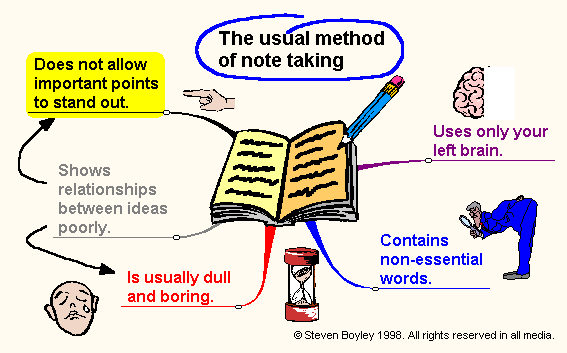 The usual method
of note taking
Does not allow
important points
to stand out.
Uses only your
left brain.
Shows
relationships
between ideas
poorly.
Contains
non-essential
words.
Is usually dull
and boring.
© Steven Boyley 1998. All rights reserved in all media.